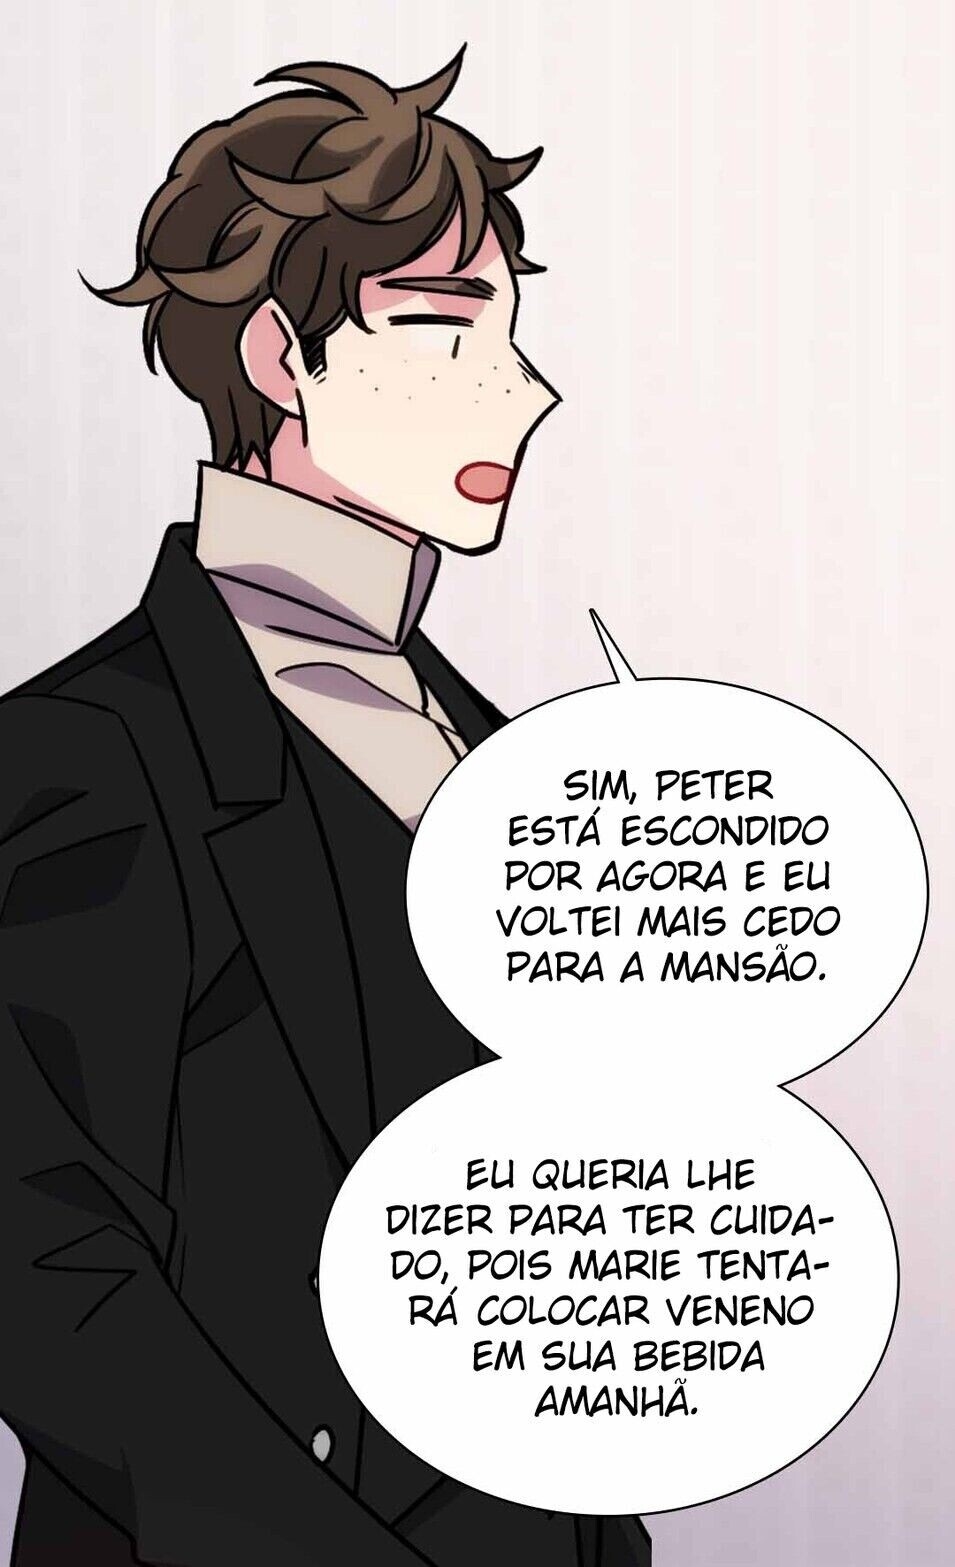 SIM, PETER
ESTÁ ESCONDIDO
POR AGORA E EU
VOLTEI MAIS CEDO
PARA A MANSÃO.
EU QUERIA LHE
DIZER PARA TER CUIDA-
DO, POIS MARIE TENTA-
RÁ COLOCAR VENENO
EM SUA BEBIDA
AMANHÃ.